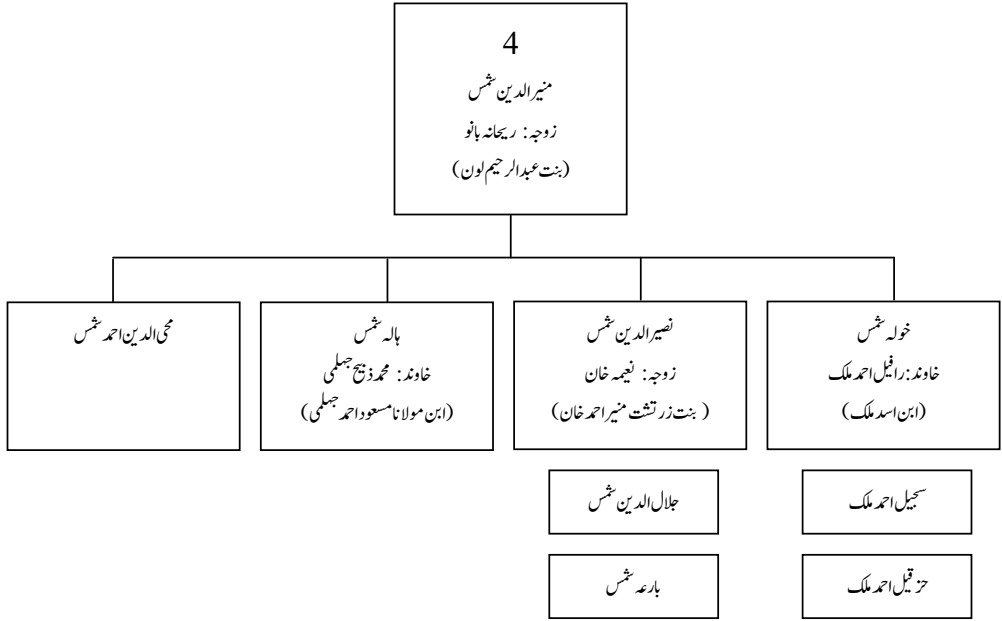 4
منیرالدین شمس
زوجہ: ریحانہ بانو
(بنت عبدالرحیم لون)
خولہ شمس
خاوند: رافیل احمد ملک
(ابن اسد ملک)
نصیرالدین شمس
زوجہ: نعیمہ خان
(بنت زرتشت منیر احمد خان)
ہالہ شمس
خاوند: محمد ذبیح جہلمی
(ابن مولانا مسعود احمد جہلمی)
محی الدین احمد شمس
سجیل احمد ملک
جلال الدین شمس
حزقیل احمد ملک
بارعہ شمس